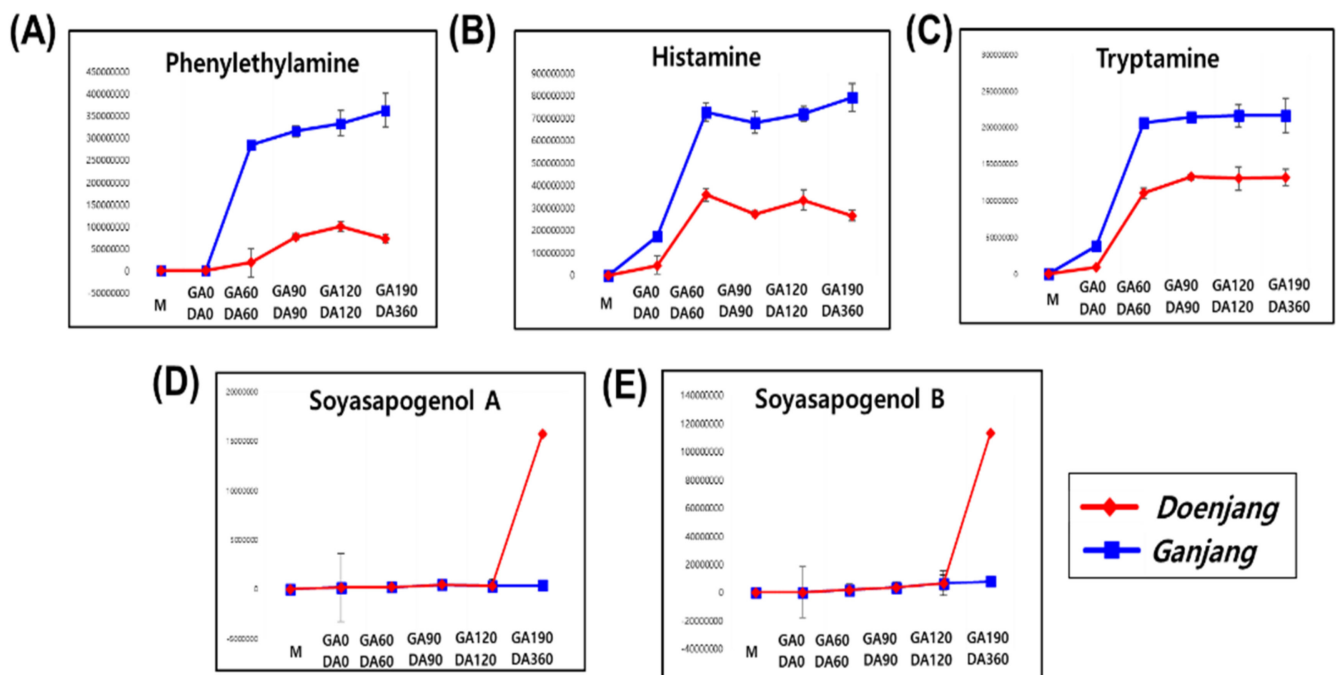 (A)
Phenylethylamine
450000000
400000000
350000000
300000000
250000000
200000000
150000000
100000000
50000000
0
-50000000
M
GA0 GA60 GA90 GA120 GA190
DA0 DA60 DA90 DA120 DA360
(B)
Histamine
900000000
800000000
700000000
600000000
500000000
400000000
300000000
200000000
100000000
0
M
GA0 GA60 GA90 GA120 GA190
DA0 DA60 DA90 DA120 DA360
(C)
Tryptamine
300000000
250000000
200000000
150000000
100000000
50000000
0
M
GA0 GA60 GA90 GA120 GA190
DA0 DA60 DA90 DA120 DA360
(D)
Soyasapogenol A
20000000
15000000
10000000
5000000
0
-5000000
M
GA0 GA60 GA90 GA120 GA190
DA0 DA60 DA90 DA120 DA360
(E)
Soyasapogenol B
140000000
120000000
100000000
80000000
60000000
40000000
20000000
0
-20000000
-40000000
M
GA0 GA60 GA90 GA120 GA190
DA0 DA60 DA90 DA120 DA360
Doenjang
Ganjang